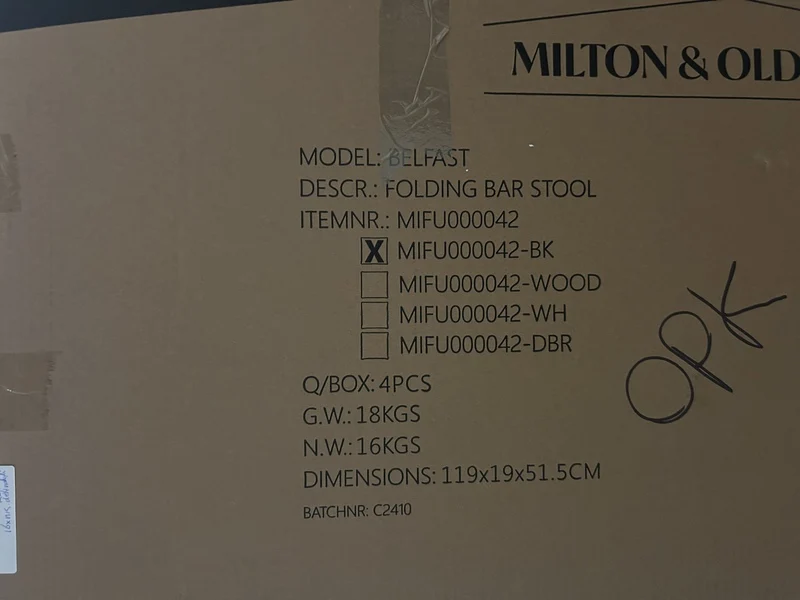 MILTON & OLD
MODEL: BELFAST
DESCR.: FOLDING BAR STOOL
ITEMNR.: MIFU000042
X MIFU000042-BK
MIFU000042-WOOD
MIFU000042-WH
MIFU000042-DBR
Q/BOX: 4PCS
G.W.: 18KGS
N.W.: 16KGS
DIMENSIONS: 119x19x51.5CM
BATCHNR: C2410
OPK